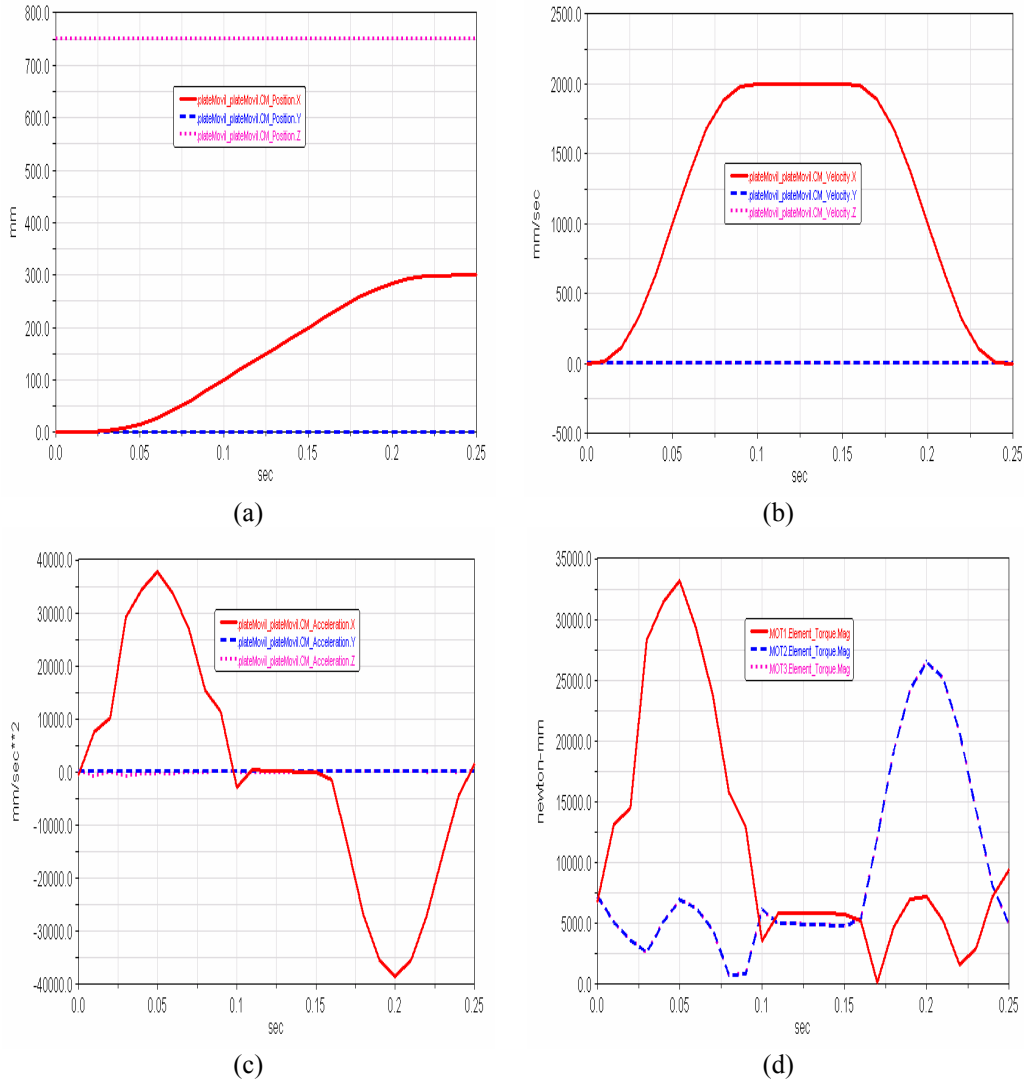 800.0
700.0
600.0
500.0
400.0
300.0
200.0
100.0
0.0
mm
.plateMovil_plateMovil.CM_Position.X
.plateMovil_plateMovil.CM_Position.Y
.plateMovil_plateMovil.CM_Position.Z
0.0 0.05 0.1 0.15 0.2 0.25
sec
(a)
2500.0
2000.0
1500.0
1000.0
500.0
0.0
-500.0
mm/sec
.plateMovil_plateMovil.CM_Velocity.X
.plateMovil_plateMovil.CM_Velocity.Y
.plateMovil_plateMovil.CM_Velocity.Z
0.0 0.05 0.1 0.15 0.2 0.25
sec
(b)
40000.0
30000.0
20000.0
10000.0
0.0
-10000.0
-20000.0
-30000.0
-40000.0
mm/sec**2
.plateMovil_plateMovil.CM_Acceleration.X
.plateMovil_plateMovil.CM_Acceleration.Y
.plateMovil_plateMovil.CM_Acceleration.Z
0.0 0.05 0.1 0.15 0.2 0.25
sec
(c)
35000.0
30000.0
25000.0
20000.0
15000.0
10000.0
5000.0
0.0
newton-mm
.MOT1.Element_Torque.Mag
.MOT2.Element_Torque.Mag
.MOT3.Element_Torque.Mag
0.0 0.05 0.1 0.15 0.2 0.25
sec
(d)